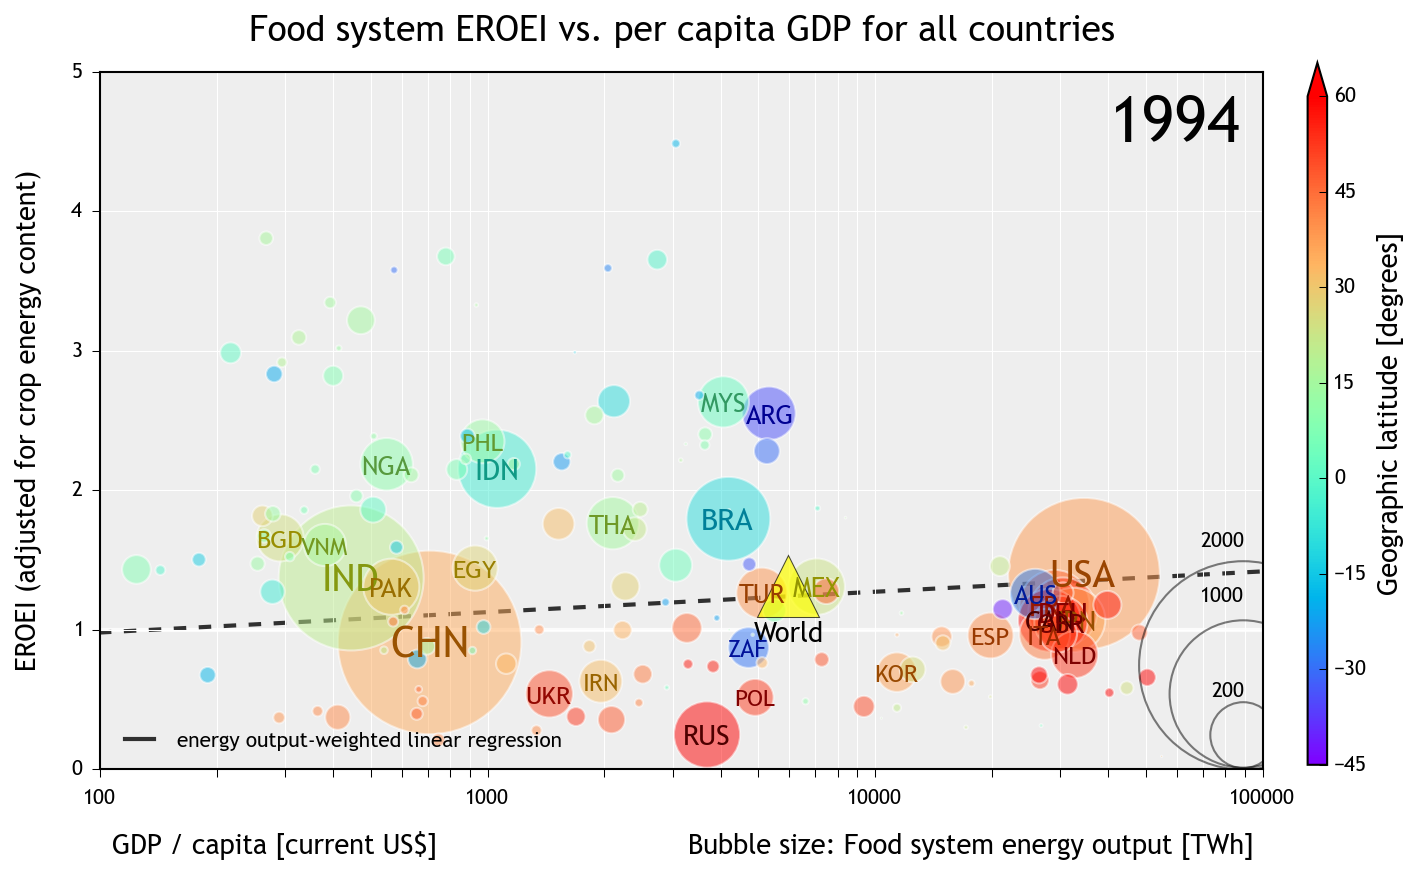 Food system EROEI vs. per capita GDP for all countries
1994
EROEI (adjusted for crop energy content)
5
4
3
2
1
0
MYS
ARG
PHL
NGA
IDN
BRA
THA
BGD
VNM
IND
PAK
EGY
CHN
TUR
MEX
World
ZAF
USA
AUS
GBR
ITA
ESP
NLD
KOR
IRN
UKR
POL
RUS
2000
1000
200
energy output-weighted linear regression
100
1000
10000
100000
GDP / capita [current US$]
Bubble size: Food system energy output [TWh]
60
45
30
15
0
−15
−30
−45
Geographic latitude [degrees]